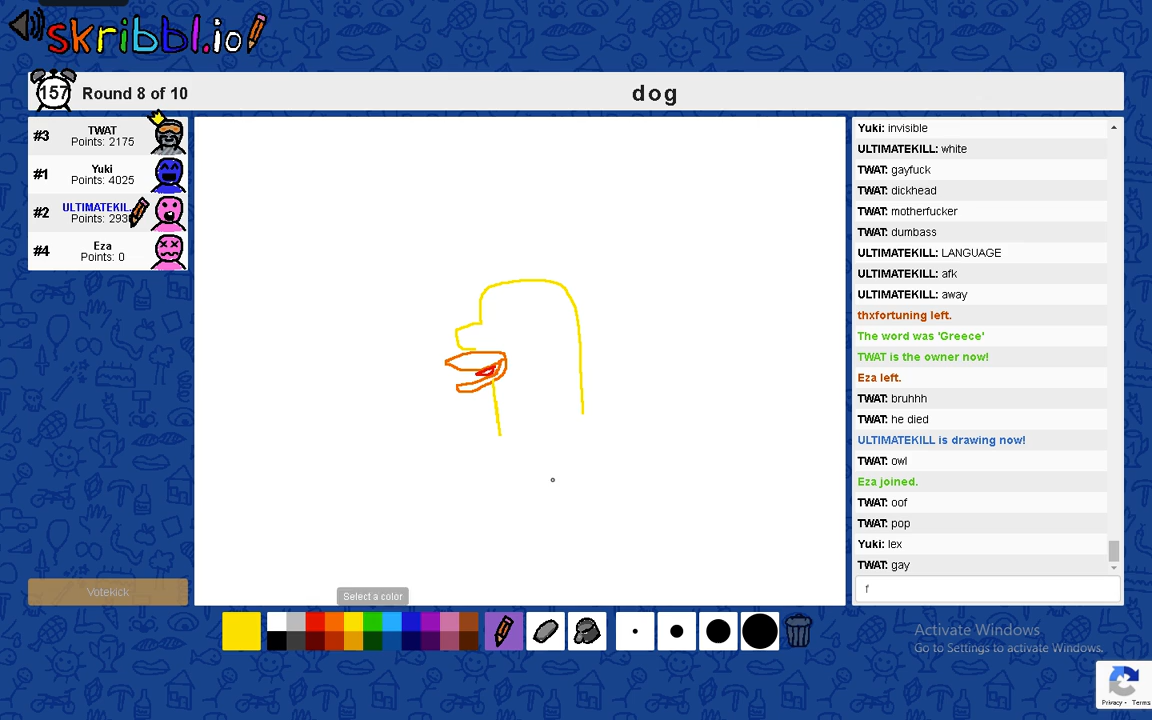 skribbl.io
157
Round 8 of 10
dog
#3
TWAT
Points: 2175
#1
Yuki
Points: 4025
#2
ULTIMATEKIL
Points: 293
#4
Eza
Points: 0
Votekick
Yuki: invisible
ULTIMATEKILL: white
TWAT: gayfuck
TWAT: dickhead
TWAT: motherfucker
TWAT: dumbass
ULTIMATEKILL: LANGUAGE
ULTIMATEKILL: afk
ULTIMATEKILL: away
thxfortuning left.
The word was 'Greece'
TWAT is the owner now!
Eza left.
TWAT: bruhhh
TWAT: he died
ULTIMATEKILL is drawing now!
TWAT: owl
Eza joined.
TWAT: oof
TWAT: pop
Yuki: lex
TWAT: gay
f
Select a color
Activate Windows
Go to Settings to activate Windows.
Privacy - Terms